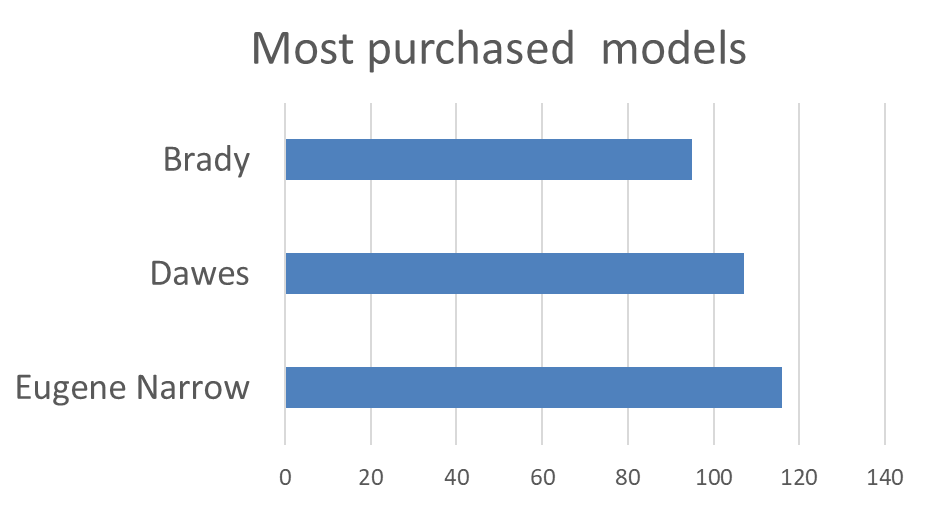 Most purchased  models
Brady
Dawes
Eugene Narrow
0 20 40 60 80 100 120 140